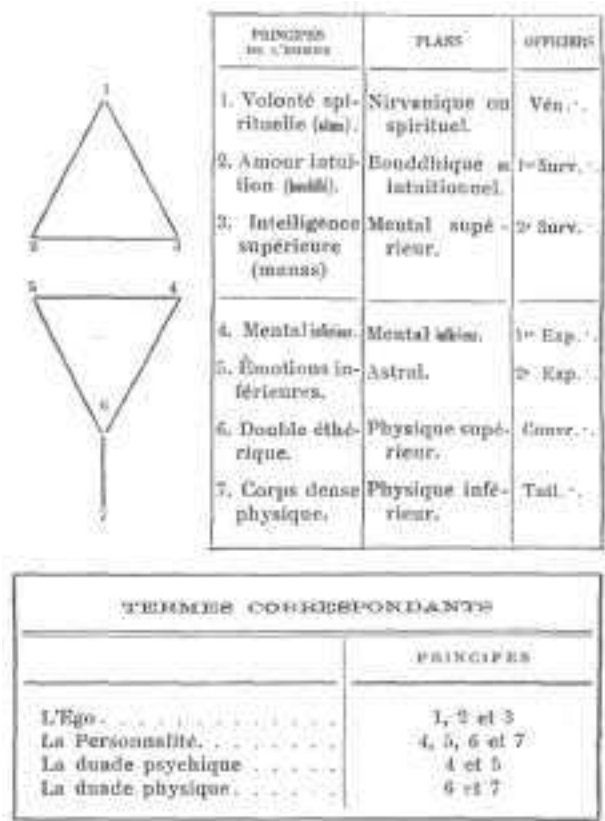 1
2 3
5 4
6
7
PRINCIPES DE L'HOMME PLANS OFFICIERS
1. Volonté spi- Nirvanique ou Vén.·.
rituelle (atma). spirituel.
2. Amour intui- Bouddhique ou 1er Surv.·.
tion (bouddhi). intuitionnel.
3. Intelligence Mental supé- 2e Surv.·.
supérieure rieur.
(manas)
4. Mental Mental 1er Exp.·.
5. Émotions in- Astral. 2e Exp.·.
férieures.
6. Double éthé- Physique supé- Couvr.·.
rique. rieur.
7. Corps dense Physique infé- Tuil.·.
physique. rieur.
TERMES CORRESPONDANTS
PRINCIPES
L'Ego. . . . . . . . . . . . 1, 2 et 3
La Personnalité. . . . . . . 4, 5, 6 et 7
La duade psychique . . . . . 4 et 5
La duade physique. . . . . . 6 et 7